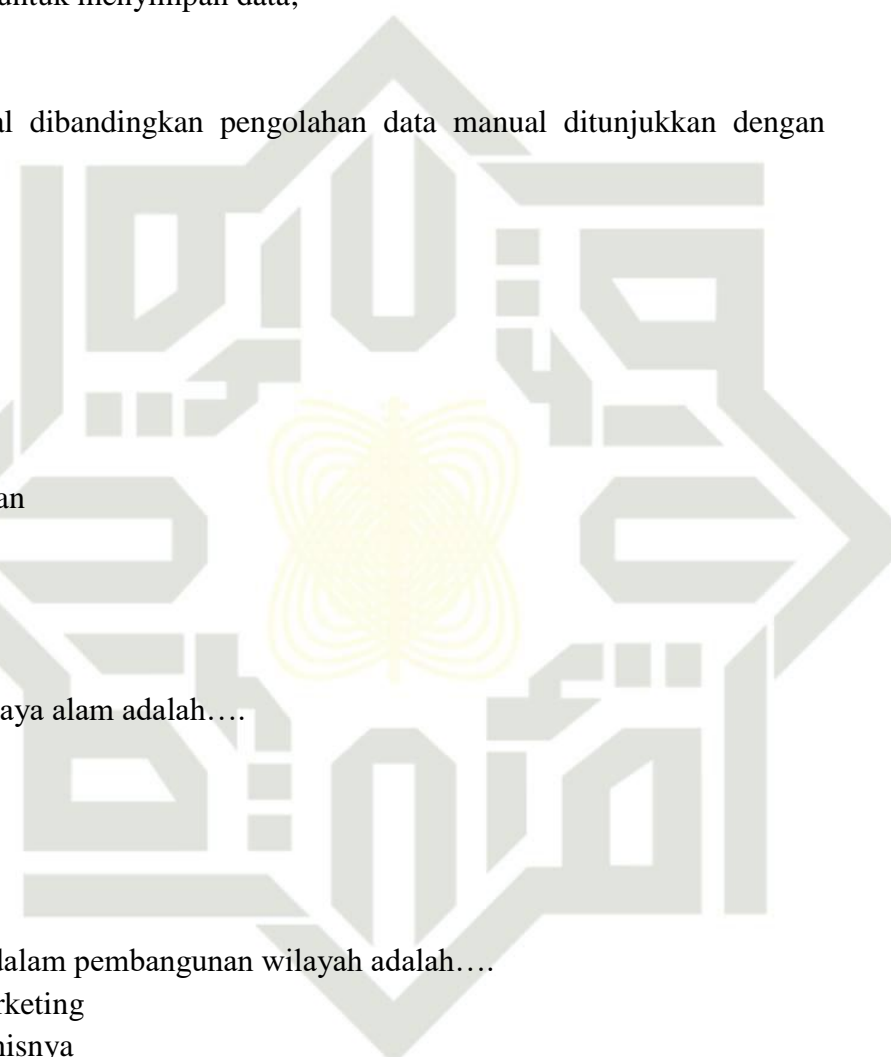 untuk menyimpan data;
al dibandingkan pengolahan data manual ditunjukkan dengan
an
aya alam adalah….
dalam pembangunan wilayah adalah….
rketing
nisnya